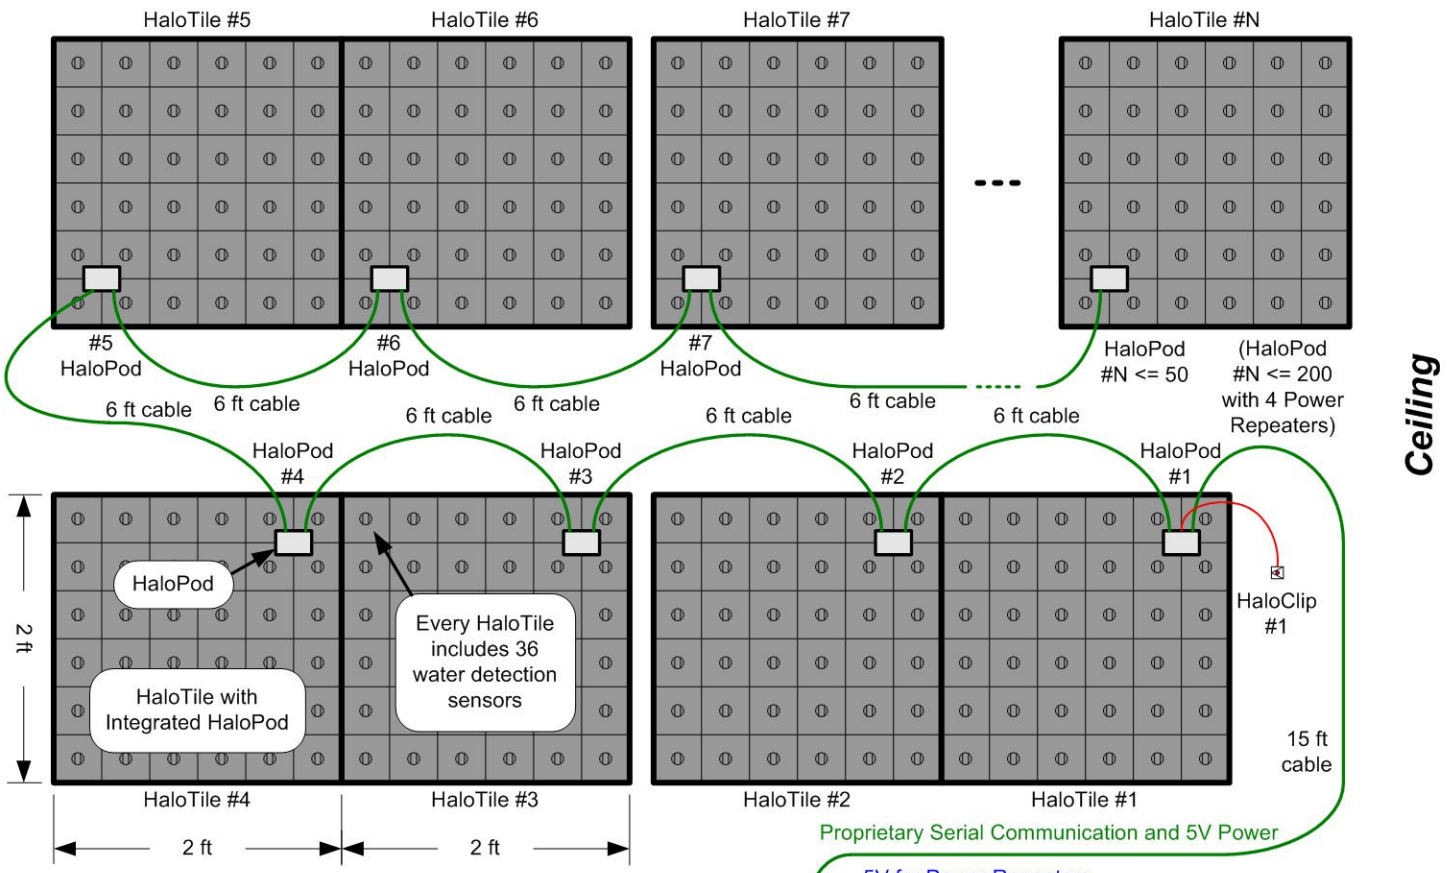 HaloTile #5
HaloTile #6
HaloTile #7
HaloTile #N
#5
HaloPod
#6
HaloPod
#7
HaloPod
HaloPod
#N <= 50
(HaloPod
#N <= 200
with 4 Power
Repeaters)
Ceiling
6 ft cable
6 ft cable
6 ft cable
6 ft cable
6 ft cable
6 ft cable
6 ft cable
HaloPod
#4
HaloPod
#3
HaloPod
#2
HaloPod
#1
HaloPod
Every HaloTile
includes 36
water detection
sensors
HaloTile with
Integrated HaloPod
HaloClip
#1
2 ft
15 ft
cable
HaloTile #4
HaloTile #3
HaloTile #2
HaloTile #1
2 ft
2 ft
Proprietary Serial Communication and 5V Power
5V for Power Repeaters